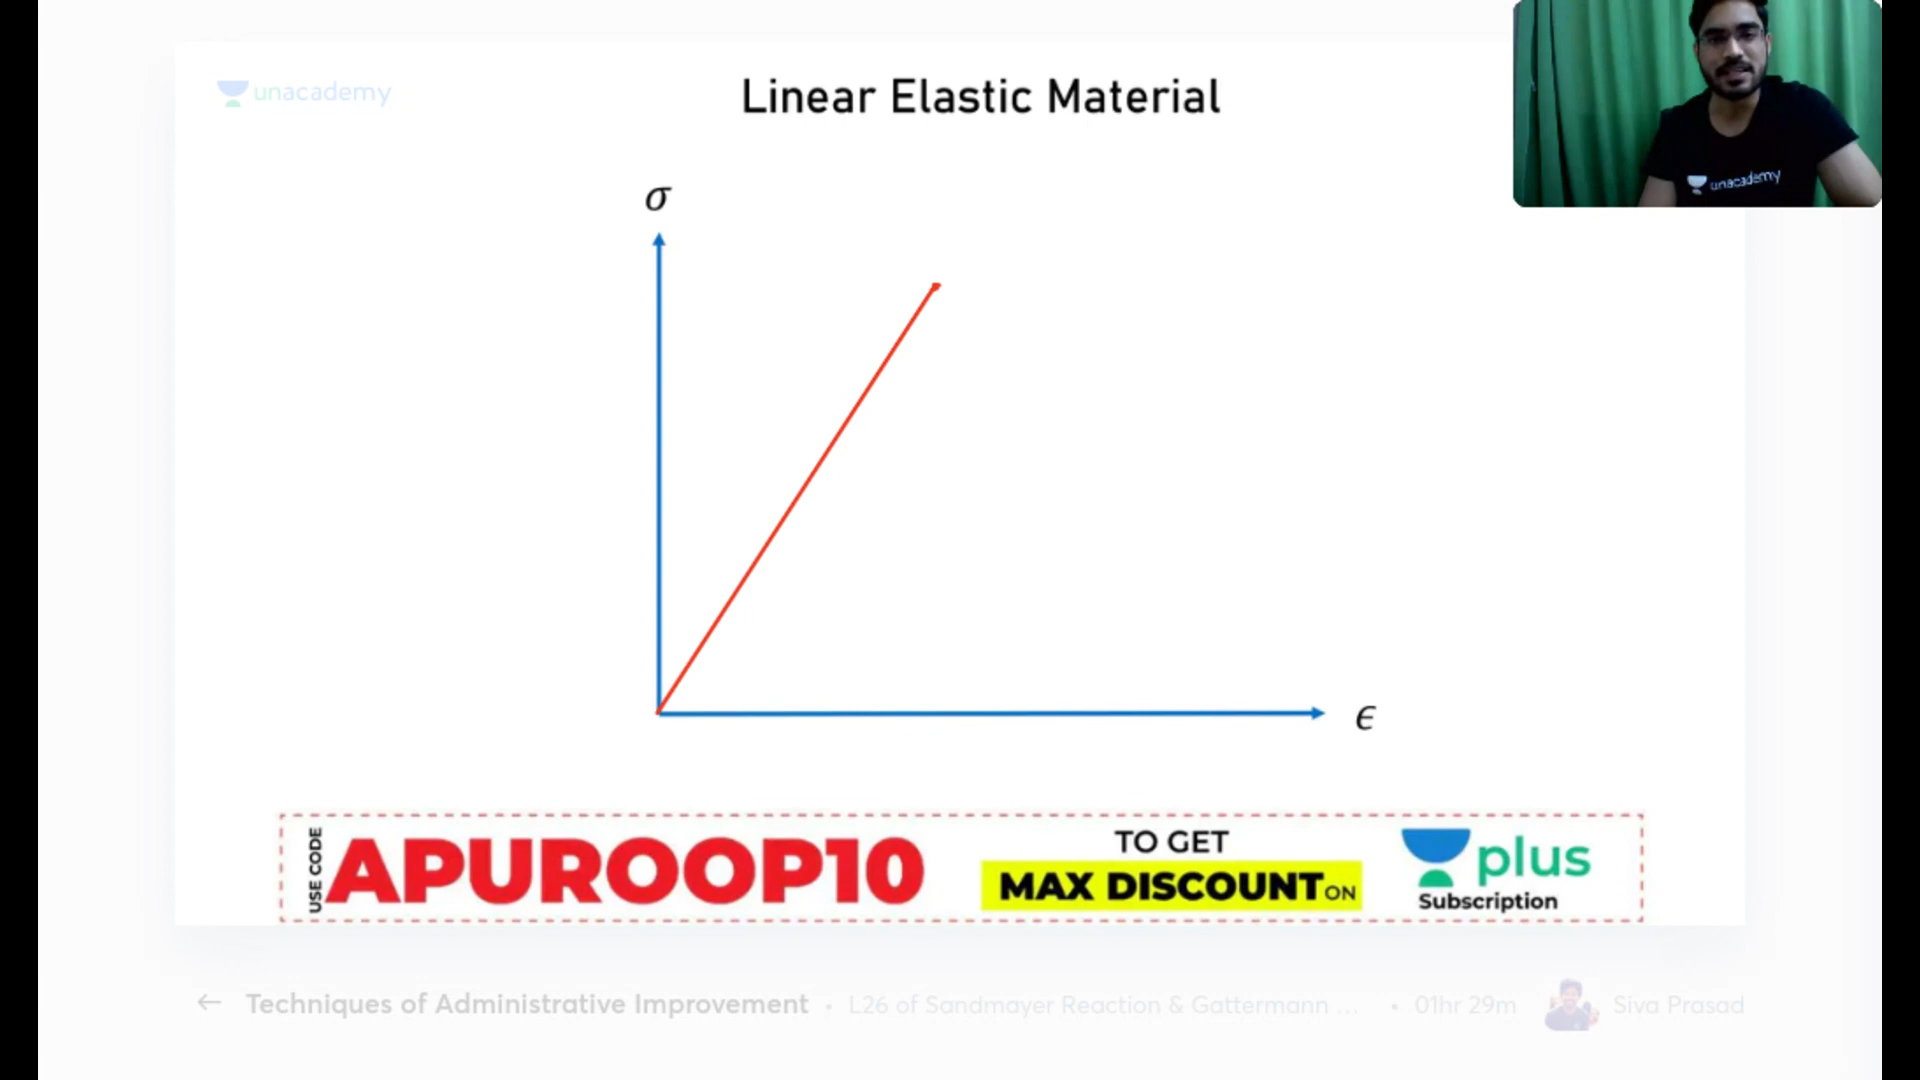 unacademy
Linear Elastic Material
unacademy
σ
ϵ
USE CODE
APUROOP10
TO GET
MAX DISCOUNT ON
plus
Subscription
← Techniques of Administrative Improvement • L26 of Sandmayer Reaction & Gattermann ... • 01hr 29m Siva Prasad